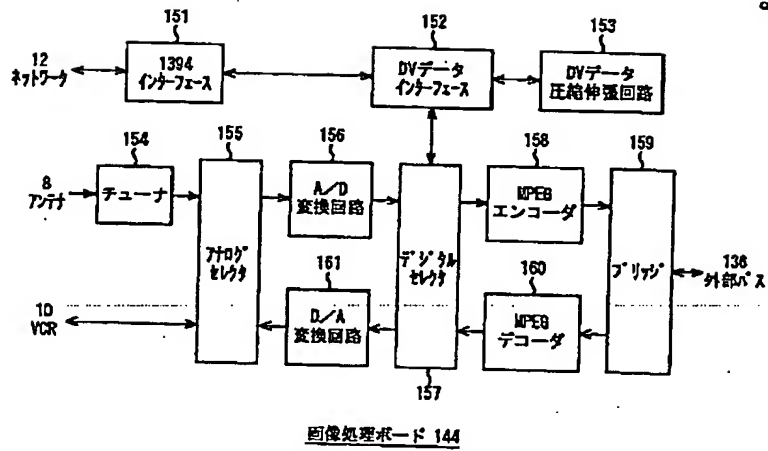 151
152
153
12
ネットワーク
1394
インターフェース
DVデータ
インターフェース
DVデータ
圧縮伸張回路
154
155
156
158
159
8
アンテナ
チューナ
アナログ
セレクタ
A/D
変換回路
デジタル
セレクタ
MPEG
エンコーダ
ブリッジ
136
外部バス
10
VCR
161
D/A
変換回路
160
MPEG
デコーダ
157
画像処理ボード 144